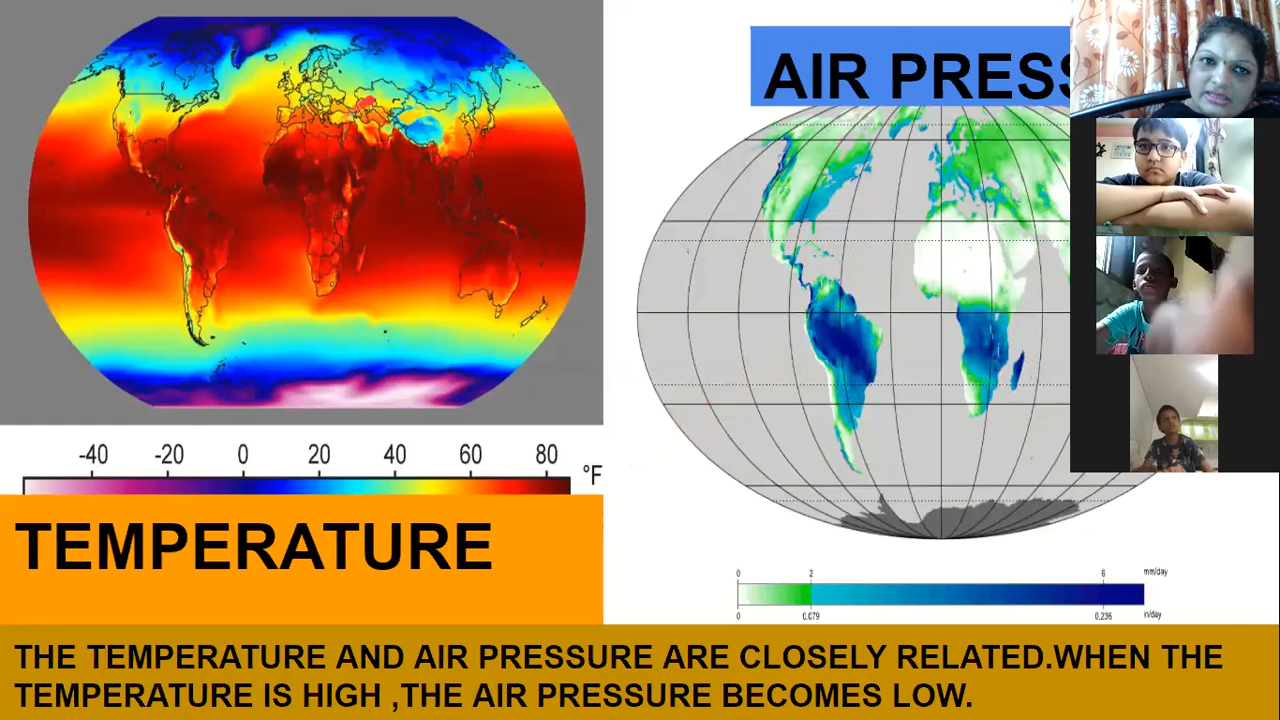 AIR PRESS
-40 -20 0 20 40 60 80
°F
TEMPERATURE
0 2 6 mm/day
0 0.079 0.236 in/day
THE TEMPERATURE AND AIR PRESSURE ARE CLOSELY RELATED.WHEN THE
TEMPERATURE IS HIGH ,THE AIR PRESSURE BECOMES LOW.